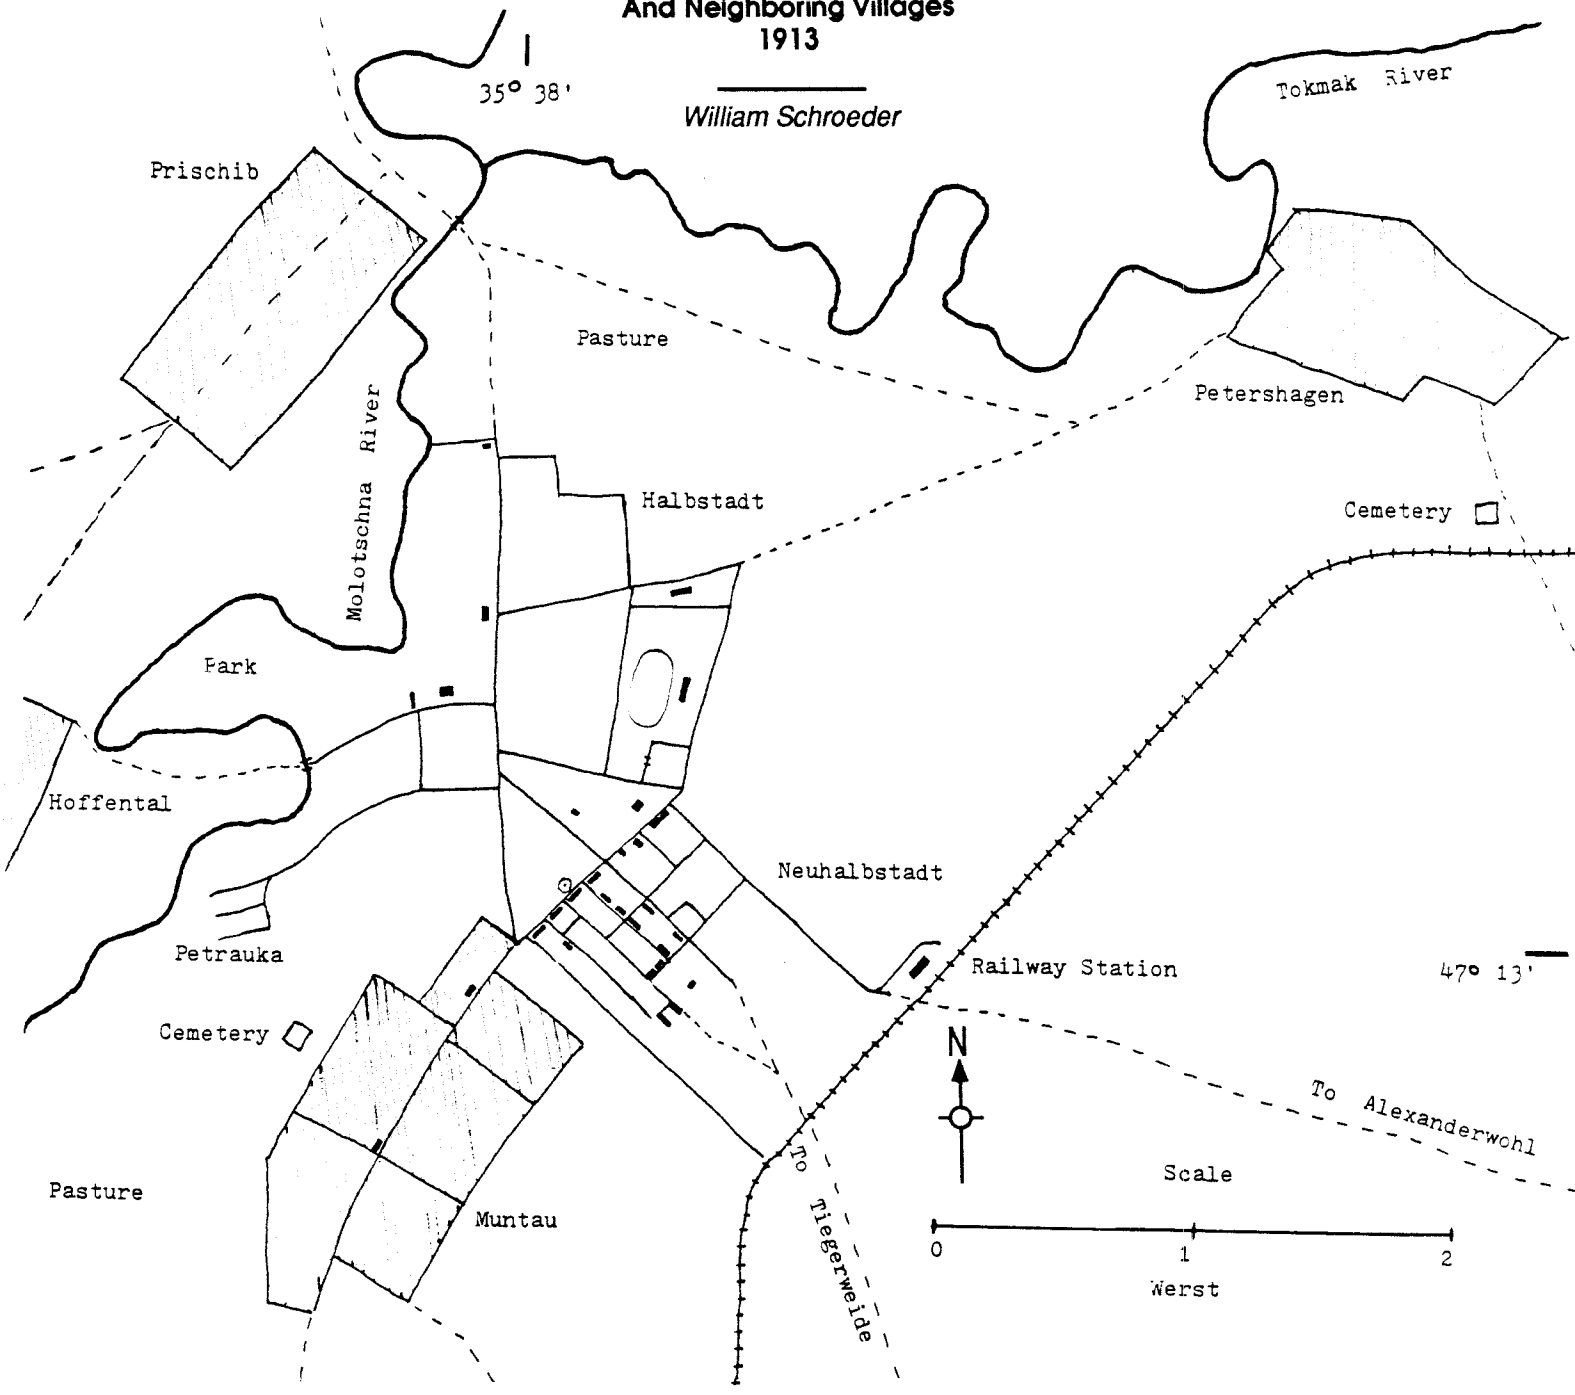 And Neighboring Villages
1913
35° 38'
William Schroeder
Tokmak River
Prischib
Pasture
Petershagen
Molotschna River
Halbstadt
Cemetery
Park
Hoffental
Neuhalbstadt
Petrauka
Railway Station
47° 13'
Cemetery
N
To Alexanderwohl
To Tiegerweide
Scale
Pasture
Muntau
0 1 2
Werst